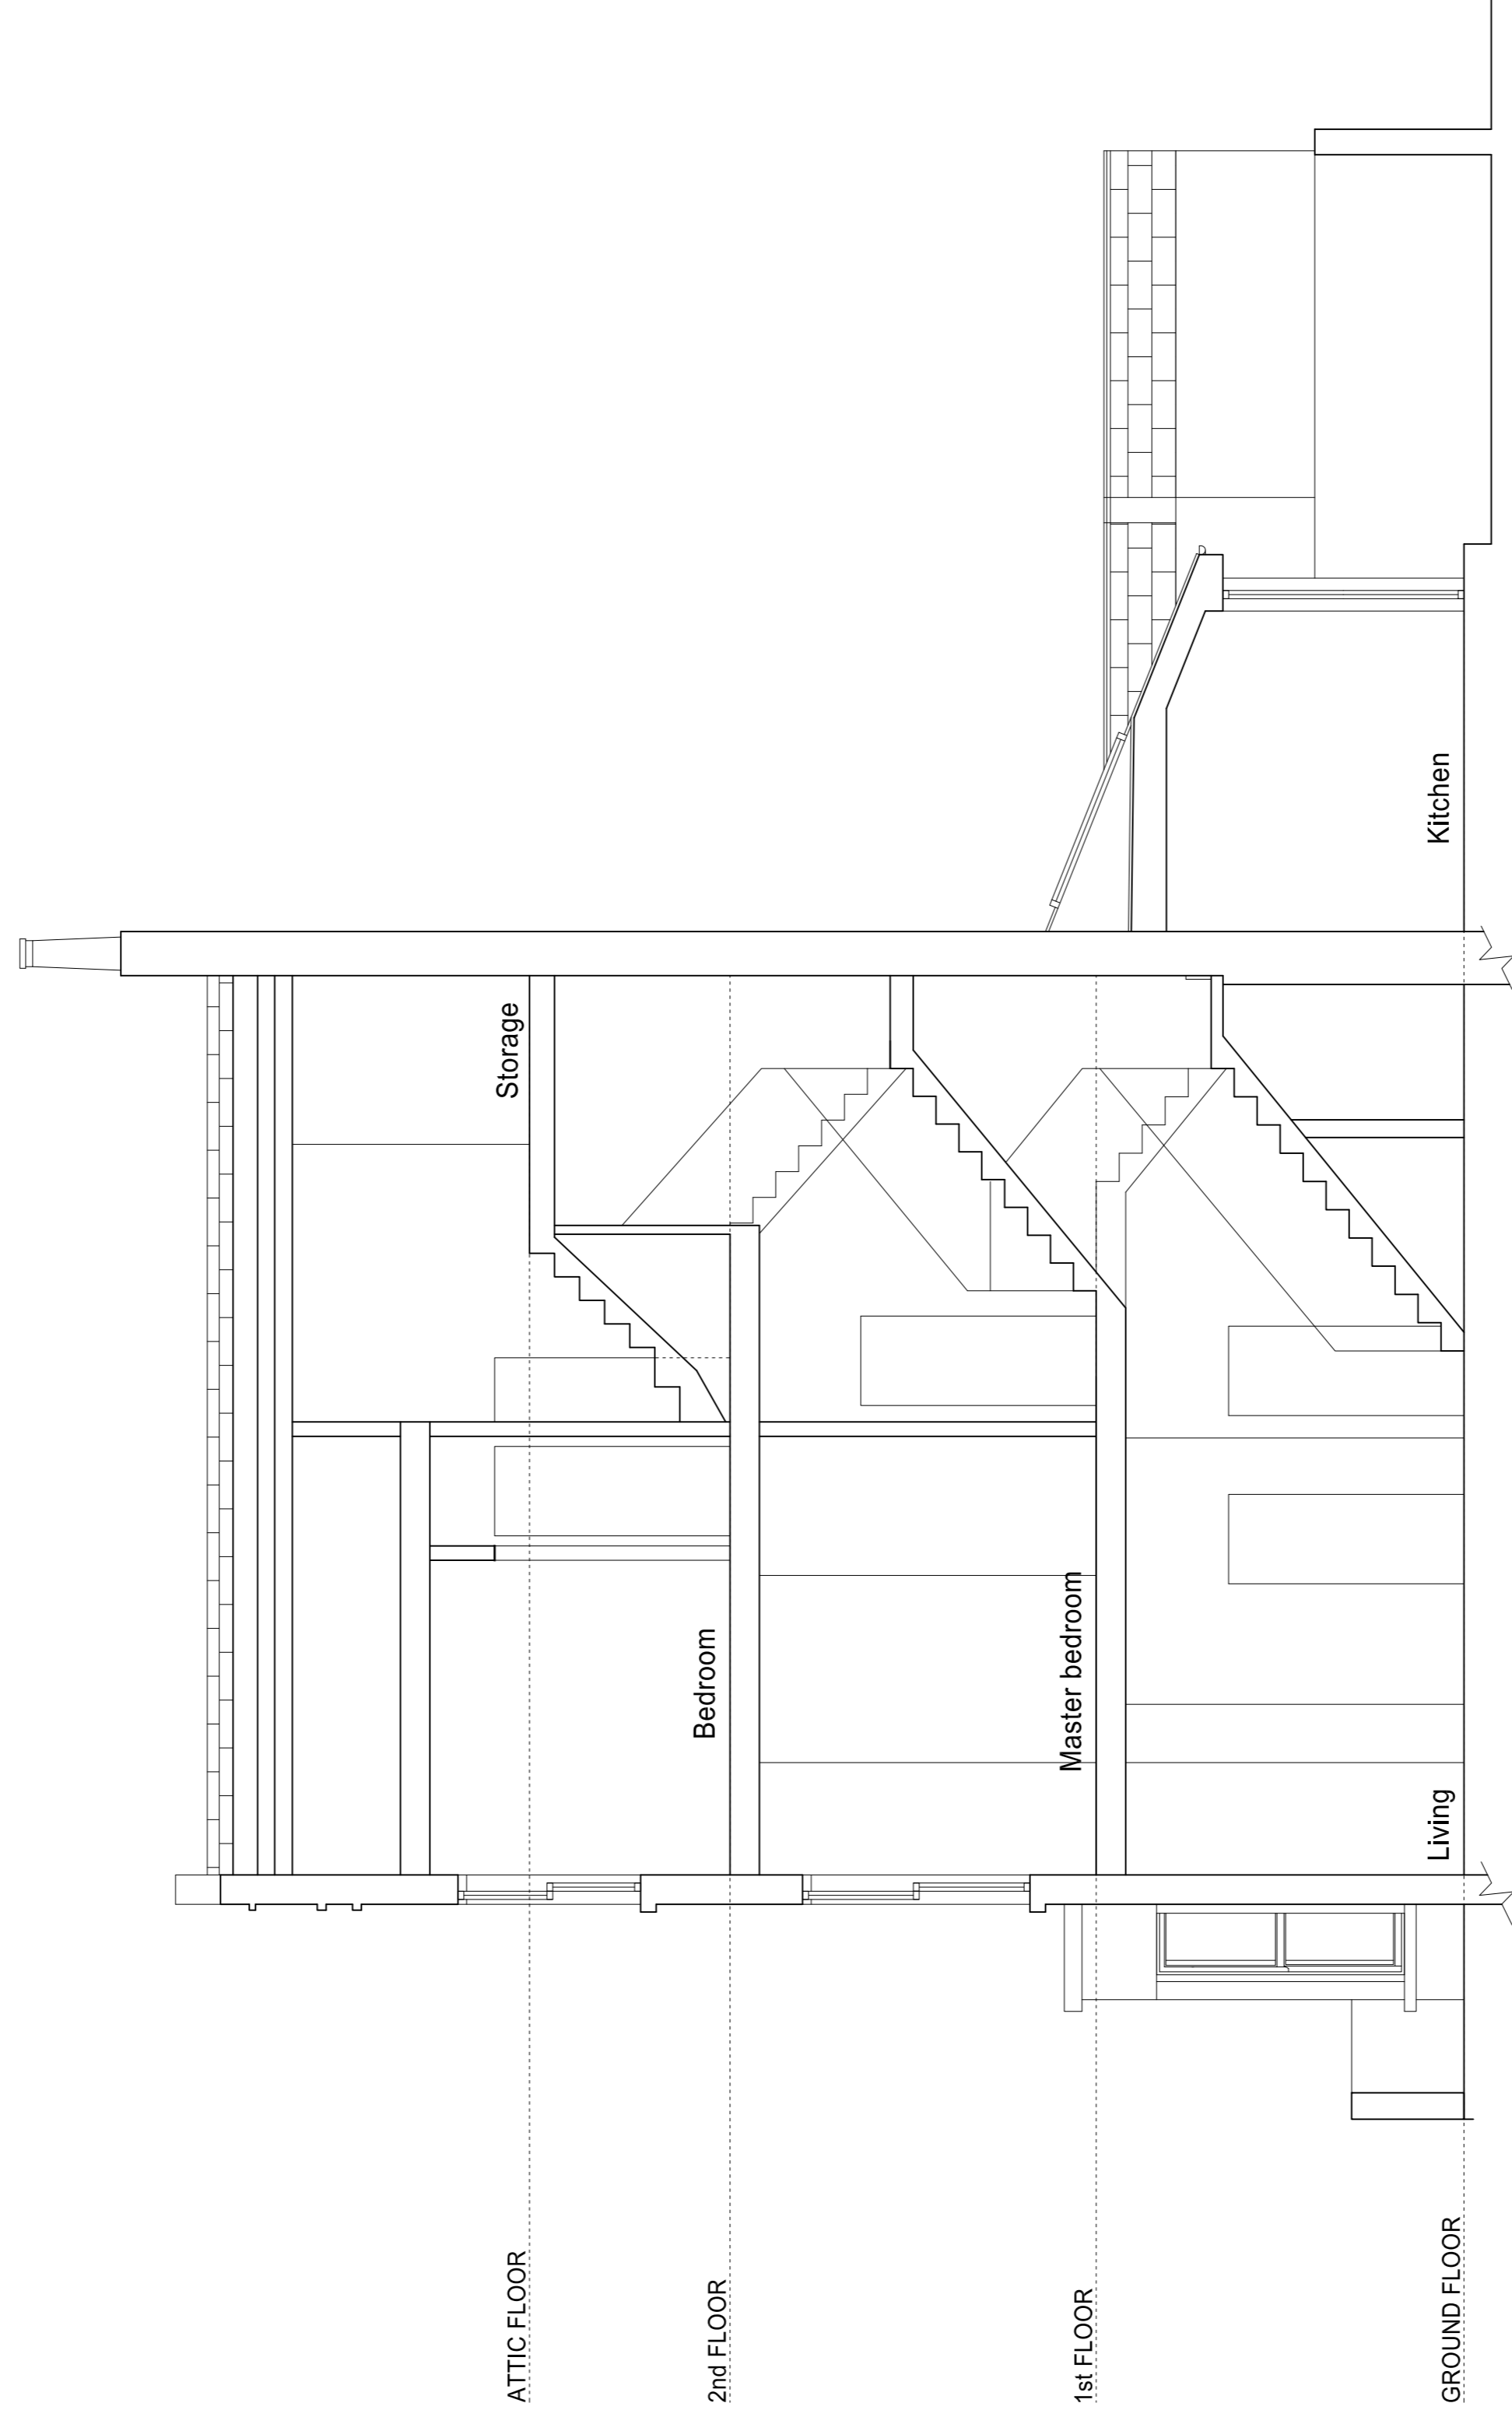 ATTIC FLOOR
Storage
2nd FLOOR
Bedroom
1st FLOOR
Master bedroom
GROUND FLOOR
Living
Kitchen